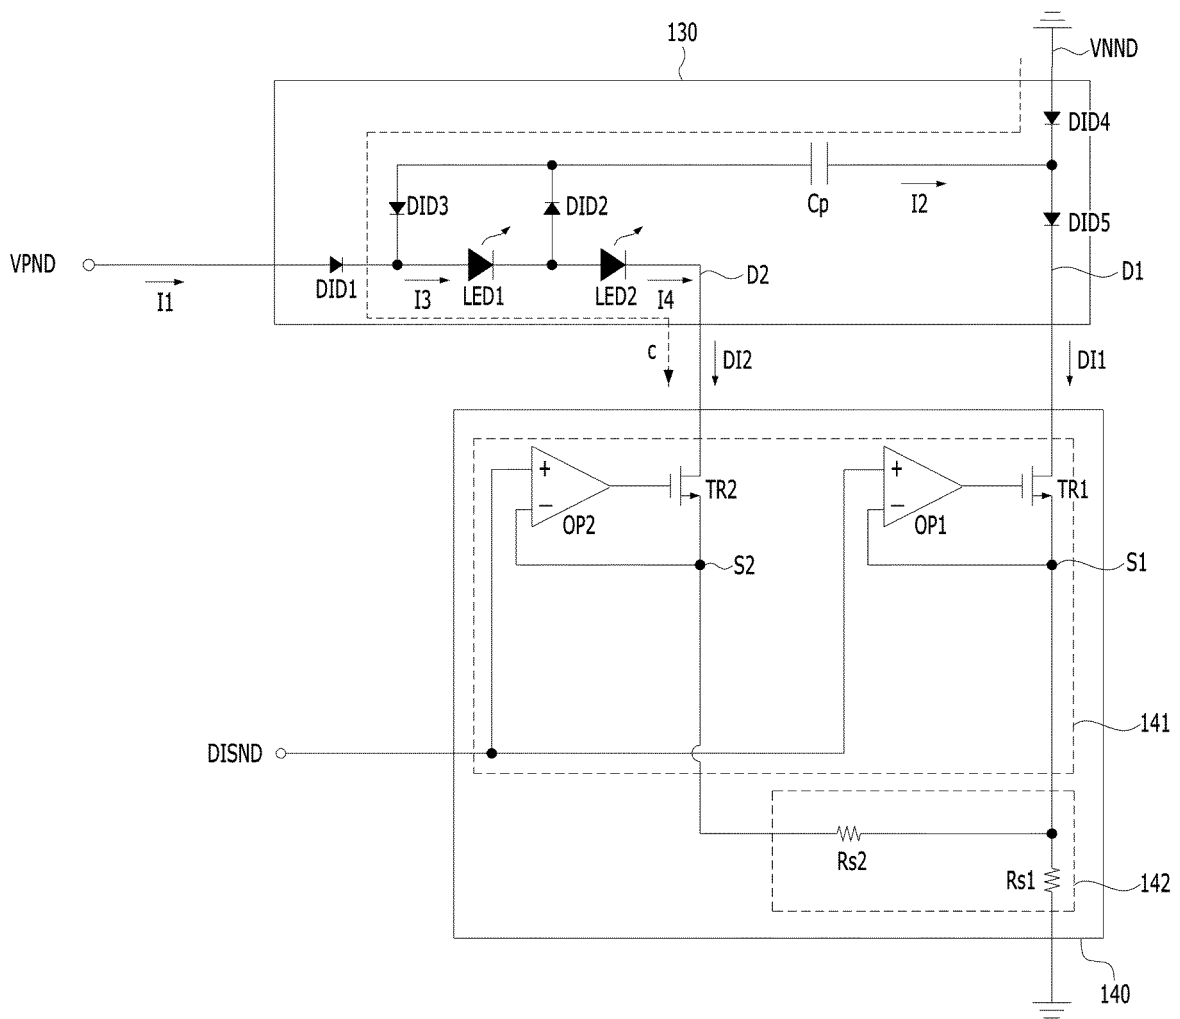 130
VNND
DID4
DID3
DID2
Cp
I2
DID5
VPND
I1
DID1
I3
LED1
LED2
I4
D2
D1
c
DI2
DI1
+
−
OP2
TR2
+
−
OP1
TR1
S2
S1
141
DISND
Rs2
Rs1
142
140